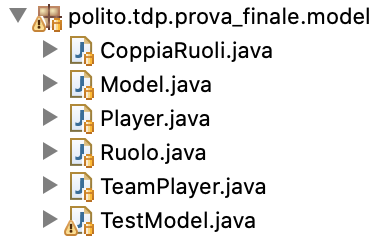 polito.tdp.prova_finale.model
CoppiaRuoli.java
Model.java
Player.java
Ruolo.java
TeamPlayer.java
TestModel.java